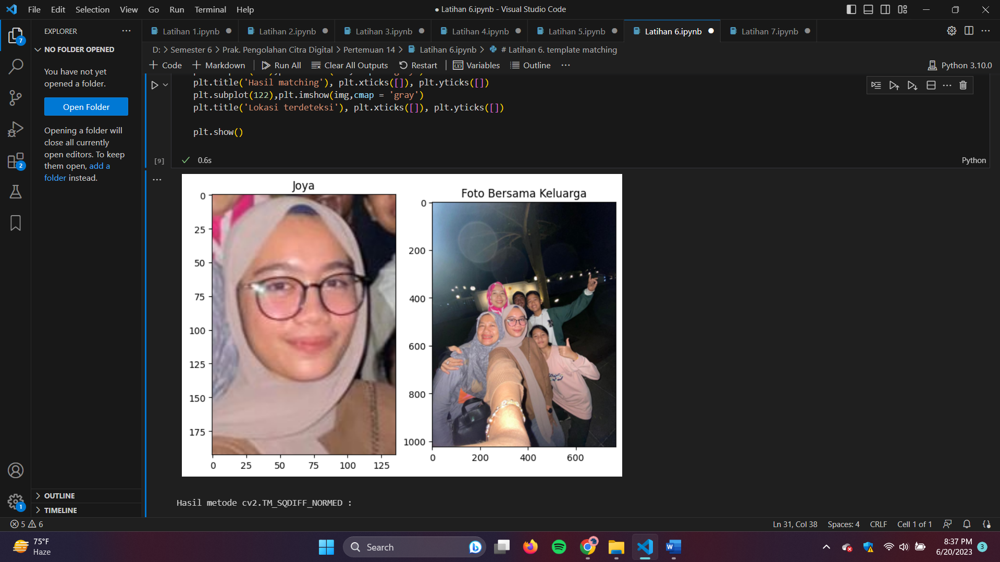 File Edit Selection View Go Run Terminal Help
● Latihan 6.ipynb - Visual Studio Code
EXPLORER
Latihan 1.ipynb Latihan 2.ipynb Latihan 3.ipynb Latihan 4.ipynb Latihan 5.ipynb Latihan 6.ipynb Latihan 7.ipynb
NO FOLDER OPENED
D: > Semester 6 > Prak. Pengolahan Citra Digital > Pertemuan 14 > Latihan 6.ipynb > # Latihan 6. template matching
+ Code + Markdown Run All Clear All Outputs Restart Variables Outline ...
Python 3.10.0
You have not yet
opened a folder.
Open Folder
Opening a folder will
close all currently
open editors. To keep
them open, add a
folder instead.
7
2
1
plt.title('Hasil matching'), plt.xticks([]), plt.yticks([])
plt.subplot(122),plt.imshow(img,cmap = 'gray')
plt.title('Lokasi terdeteksi'), plt.xticks([]), plt.yticks([])
plt.show()
[9]
0.6s
Python
Joya
0
25
50
75
100
125
150
175
0 25 50 75 100 125
Foto Bersama Keluarga
0
200
400
600
800
1000
0 200 400 600
Hasil metode cv2.TM_SQDIFF_NORMED :
OUTLINE
TIMELINE
5 6
Ln 31, Col 38 Spaces: 4 CRLF Cell 1 of 1
75°F
Haze
Search
8:37 PM
6/20/2023
3